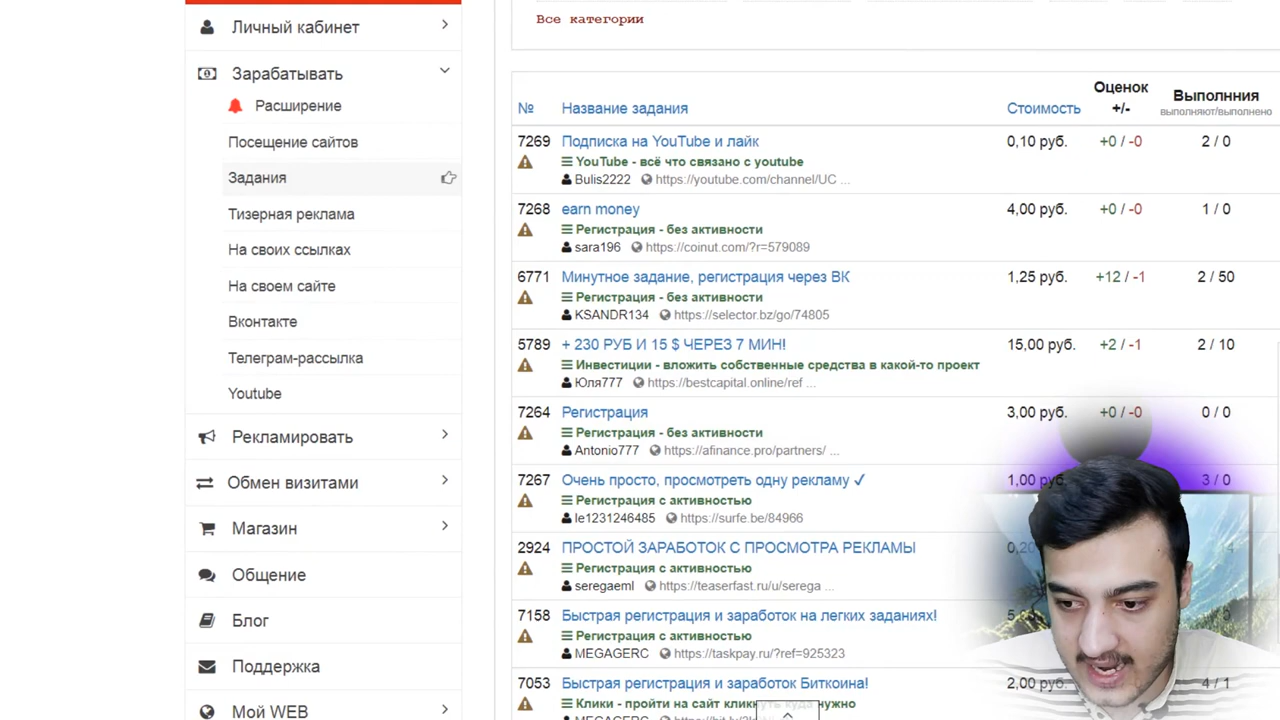 Личный кабинет
Зарабатывать
Расширение
Посещение сайтов
Задания
Тизерная реклама
На своих ссылках
На своем сайте
Вконтакте
Телеграм-рассылка
Youtube
Рекламировать
Обмен визитами
Магазин
Общение
Блог
Поддержка
Мой WEB
Все категории
№ Название задания Стоимость Оценок +/- Выполнния
выполняют/выполнено
7269 Подписка на YouTube и лайк 0,10 руб. +0 / -0 2 / 0
YouTube - всё что связано с youtube
Bulis2222 https://youtube.com/channel/UC ...
7268 earn money 4,00 руб. +0 / -0 1 / 0
Регистрация - без активности
sara196 https://coinut.com/?r=579089
6771 Минутное задание, регистрация через ВК 1,25 руб. +12 / -1 2 / 50
Регистрация - без активности
KSANDR134 https://selector.bz/go/74805
5789 + 230 РУБ И 15 $ ЧЕРЕЗ 7 МИН! 15,00 руб. +2 / -1 2 / 10
Инвестиции - вложить собственные средства в какой-то проект
Юля777 https://bestcapital.online/ref ...
7264 Регистрация 3,00 руб. +0 / -0 0 / 0
Регистрация - без активности
Antonio777 https://afinance.pro/partners/ ...
7267 Очень просто, просмотреть одну рекламу ✓ 1,00 руб. 3 / 0
Регистрация с активностью
le1231246485 https://surfe.be/84966
2924 ПРОСТОЙ ЗАРАБОТОК С ПРОСМОТРА РЕКЛАМЫ
Регистрация с активностью
seregaeml https://teaserfast.ru/u/serega ...
7158 Быстрая регистрация и заработок на легких заданиях!
Регистрация с активностью
MEGAGERC https://taskpay.ru/?ref=925323
7053 Быстрая регистрация и заработок Биткоина! 2,00 руб. 4 / 1
Клики - пройти на сайт кликнуть куда нужно